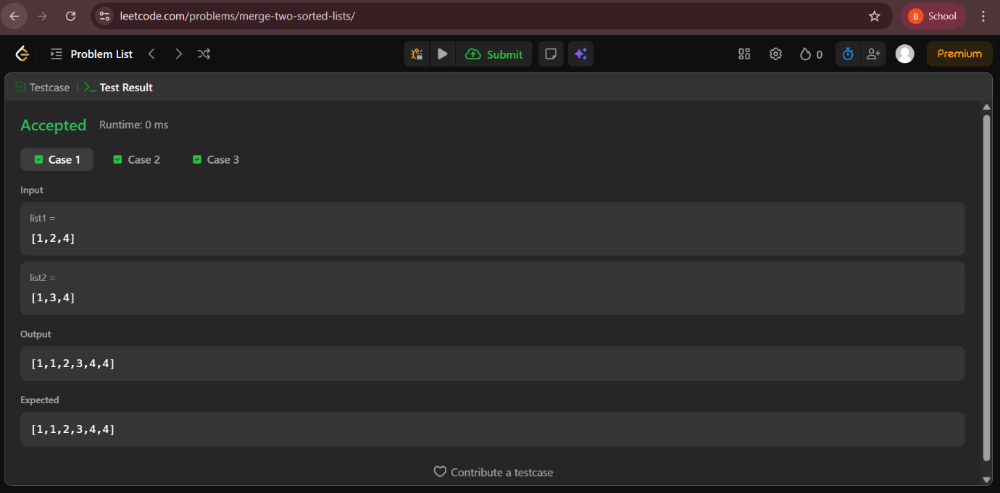 leetcode.com/problems/merge-two-sorted-lists/
B School
Problem List Submit 0 Premium
Testcase Test Result
Accepted Runtime: 0 ms
Case 1 Case 2 Case 3
Input
list1 =
[1,2,4]
list2 =
[1,3,4]
Output
[1,1,2,3,4,4]
Expected
[1,1,2,3,4,4]
Contribute a testcase